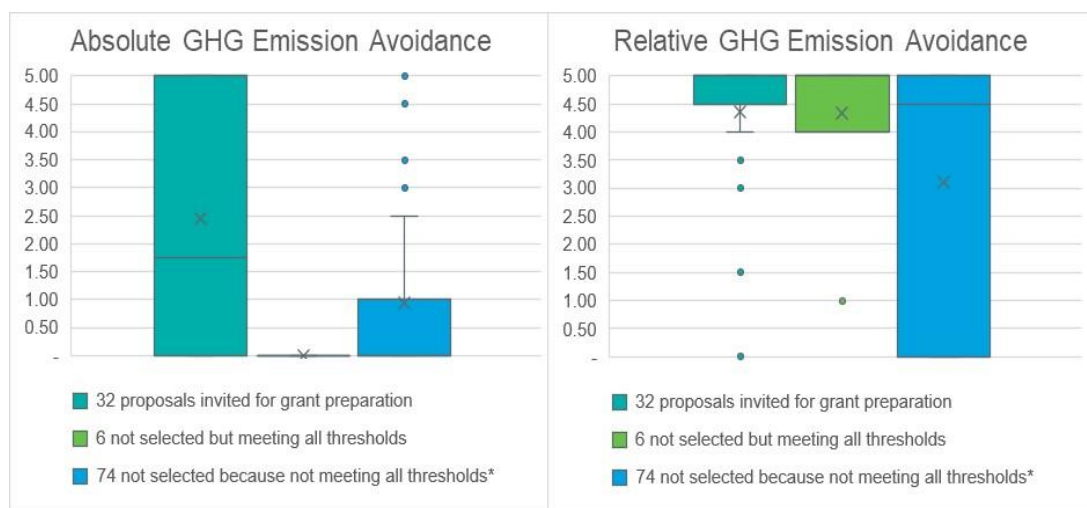 Absolute GHG Emission Avoidance
5.00
4.50
4.00
3.50
3.00
2.50
2.00
1.50
1.00
0.50
-
32 proposals invited for grant preparation
6 not selected but meeting all thresholds
74 not selected because not meeting all thresholds*
Relative GHG Emission Avoidance
5.00
4.50
4.00
3.50
3.00
2.50
2.00
1.50
1.00
0.50
-
32 proposals invited for grant preparation
6 not selected but meeting all thresholds
74 not selected because not meeting all thresholds*